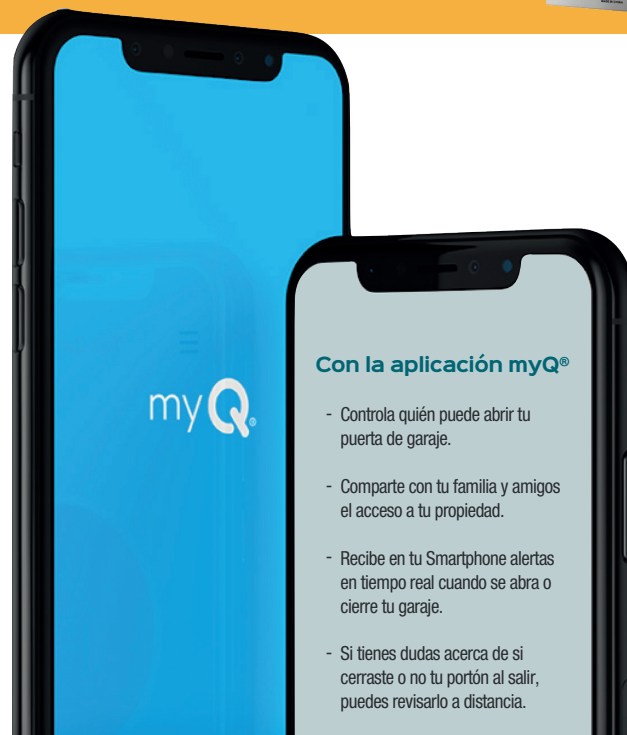 myQ®
Con la aplicación myQ®
- Controla quién puede abrir tu
puerta de garaje.
- Comparte con tu familia y amigos
el acceso a tu propiedad.
- Recibe en tu Smartphone alertas
en tiempo real cuando se abra o
cierre tu garaje.
- Si tienes dudas acerca de si
cerraste o no tu portón al salir,
puedes revisarlo a distancia.